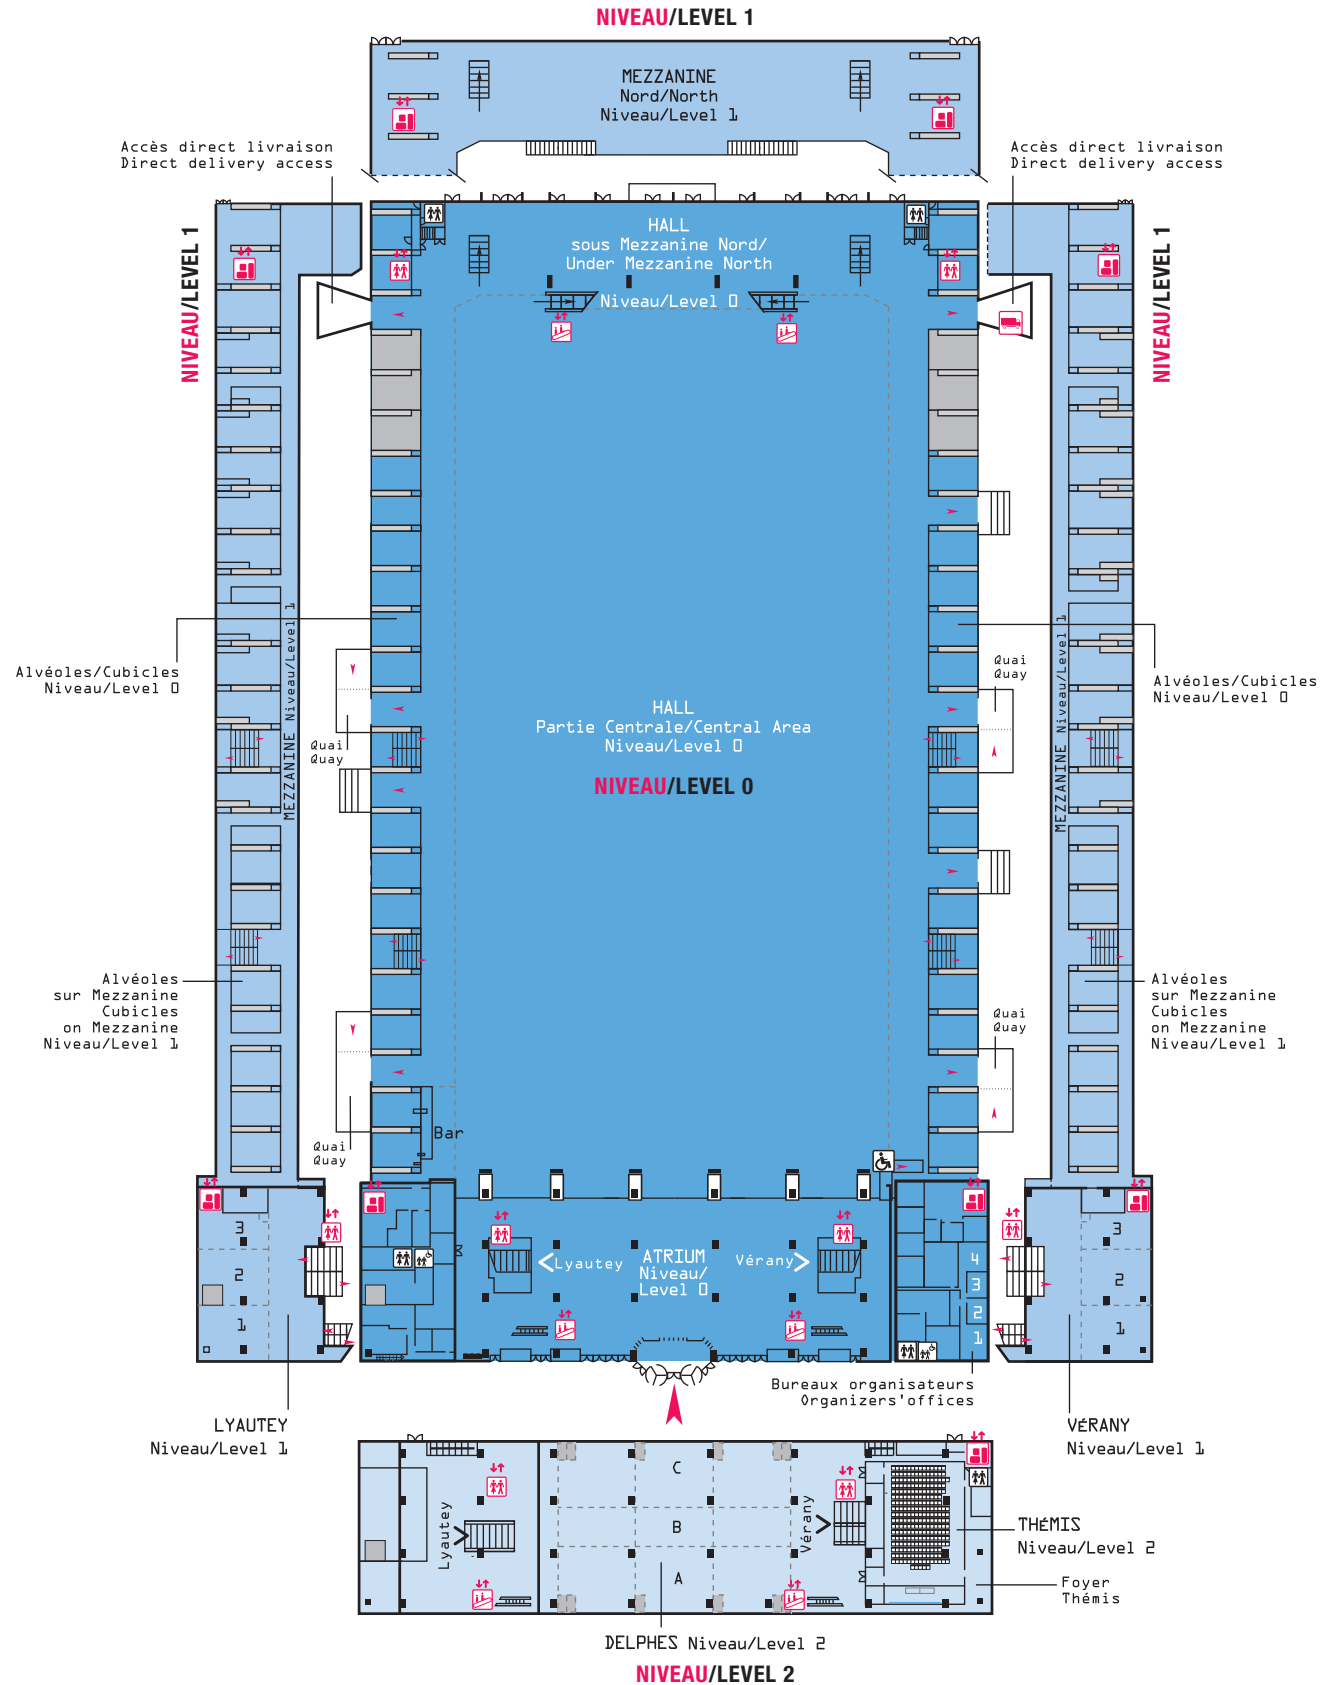 NIVEAU/LEVEL 1
MEZZANINE
Nord/North
Niveau/Level 1
Accès direct livraison
Direct delivery access
Accès direct livraison
Direct delivery access
NIVEAU/LEVEL 1
NIVEAU/LEVEL 1
HALL
sous Mezzanine Nord/
Under Mezzanine North
Niveau/Level 0
MEZZANINE Niveau/Level 1
MEZZANINE Niveau/Level 1
Alvéoles/Cubicles
Niveau/Level 0
Quai
Quay
Alvéoles/Cubicles
Niveau/Level 0
HALL
Partie Centrale/Central Area
Niveau/Level 0
Quai
Quay
NIVEAU/LEVEL 0
Alvéoles
sur Mezzanine
Cubicles
on Mezzanine
Niveau/Level 1
Alvéoles
sur Mezzanine
Cubicles
on Mezzanine
Niveau/Level 1
Quai
Quay
Bar
Quai
Quay
3
2
1
Lyautey
ATRIUM
Niveau/
Level 0
Vérany
4
3
2
1
3
2
1
Bureaux organisateurs
Organizers'offices
LYAUTEY
Niveau/Level 1
VÉRANY
Niveau/Level 1
Lyautey
C
B
A
Vérany
THÉMIS
Niveau/Level 2
Foyer
Thémis
DELPHES Niveau/Level 2
NIVEAU/LEVEL 2